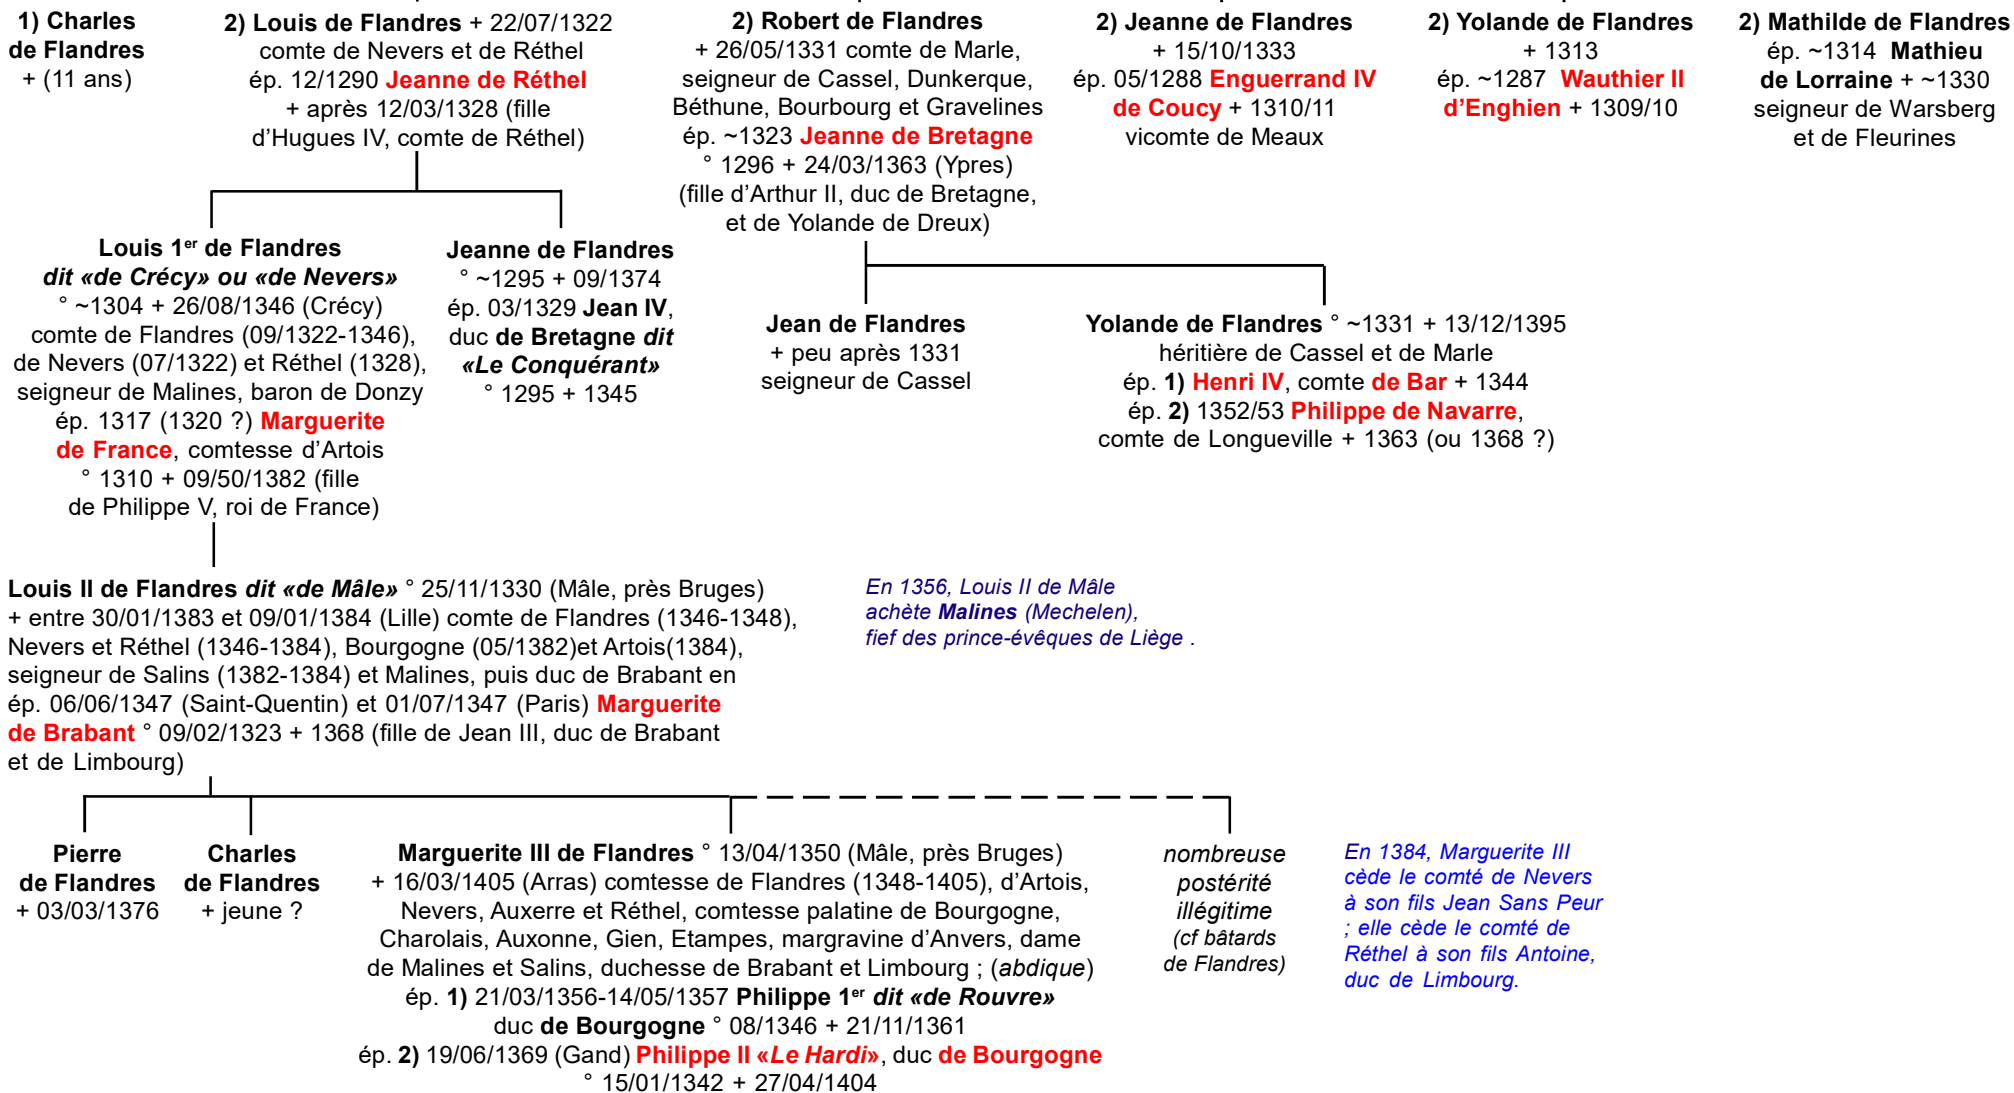 1) Charles
de Flandres
+ (11 ans)
2) Louis de Flandres + 22/07/1322
comte de Nevers et de Réthel
ép. 12/1290 Jeanne de Réthel
+ après 12/03/1328 (fille
d'Hugues IV, comte de Réthel)
2) Robert de Flandres
+ 26/05/1331 comte de Marle,
seigneur de Cassel, Dunkerque,
Béthune, Bourbourg et Gravelines
ép. ~1323 Jeanne de Bretagne
° 1296 + 24/03/1363 (Ypres)
(fille d'Arthur II, duc de Bretagne,
et de Yolande de Dreux)
2) Jeanne de Flandres
+ 15/10/1333
ép. 05/1288 Enguerrand IV
de Coucy + 1310/11
vicomte de Meaux
2) Yolande de Flandres
+ 1313
ép. ~1287 Wauthier II
d'Enghien + 1309/10
2) Mathilde de Flandres
ép. ~1314 Mathieu
de Lorraine + ~1330
seigneur de Warsberg
et de Fleurines
Louis 1er de Flandres
dit «de Crécy» ou «de Nevers»
° ~1304 + 26/08/1346 (Crécy)
comte de Flandres (09/1322-1346),
de Nevers (07/1322) et Réthel (1328),
seigneur de Malines, baron de Donzy
ép. 1317 (1320 ?) Marguerite
de France, comtesse d'Artois
° 1310 + 09/50/1382 (fille
de Philippe V, roi de France)
Jeanne de Flandres
° ~1295 + 09/1374
ép. 03/1329 Jean IV,
duc de Bretagne dit
«Le Conquérant»
° 1295 + 1345
Jean de Flandres
+ peu après 1331
seigneur de Cassel
Yolande de Flandres ° ~1331 + 13/12/1395
héritière de Cassel et de Marle
ép. 1) Henri IV, comte de Bar + 1344
ép. 2) 1352/53 Philippe de Navarre,
comte de Longueville + 1363 (ou 1368 ?)
Louis II de Flandres dit «de Mâle» ° 25/11/1330 (Mâle, près Bruges)
+ entre 30/01/1383 et 09/01/1384 (Lille) comte de Flandres (1346-1348),
Nevers et Réthel (1346-1384), Bourgogne (05/1382)et Artois(1384),
seigneur de Salins (1382-1384) et Malines, puis duc de Brabant en
ép. 06/06/1347 (Saint-Quentin) et 01/07/1347 (Paris) Marguerite
de Brabant ° 09/02/1323 + 1368 (fille de Jean III, duc de Brabant
et de Limbourg)
En 1356, Louis II de Mâle
achète Malines (Mechelen),
fief des prince-évêques de Liège .
Pierre
de Flandres
+ 03/03/1376
Charles
de Flandres
+ jeune ?
Marguerite III de Flandres ° 13/04/1350 (Mâle, près Bruges)
+ 16/03/1405 (Arras) comtesse de Flandres (1348-1405), d'Artois,
Nevers, Auxerre et Réthel, comtesse palatine de Bourgogne,
Charolais, Auxonne, Gien, Etampes, margravine d'Anvers, dame
de Malines et Salins, duchesse de Brabant et Limbourg ; (abdique)
ép. 1) 21/03/1356-14/05/1357 Philippe 1er dit «de Rouvre»
duc de Bourgogne ° 08/1346 + 21/11/1361
ép. 2) 19/06/1369 (Gand) Philippe II «Le Hardi», duc de Bourgogne
° 15/01/1342 + 27/04/1404
nombreuse
postérité
illégitime
(cf bâtards
de Flandres)
En 1384, Marguerite III
cède le comté de Nevers
à son fils Jean Sans Peur
; elle cède le comté de
Réthel à son fils Antoine,
duc de Limbourg.